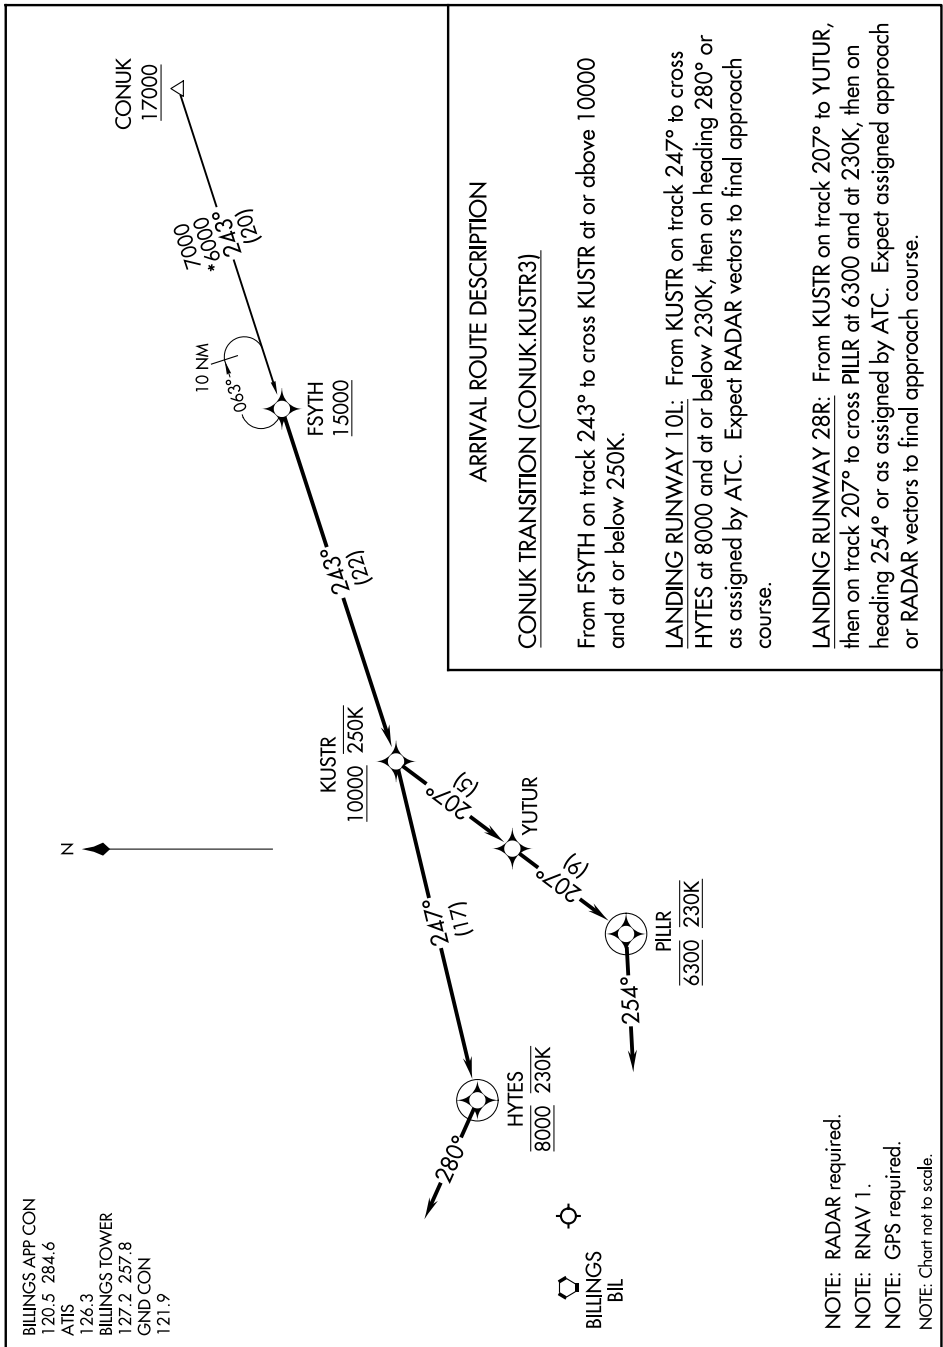 BILLINGS APP CON
120.5 284.6
ATIS
126.3
BILLINGS TOWER
127.2 257.8
GND CON
121.9
N
CONUK
17000
7000
*6000
243°
(20)
10 NM
063°
FSYTH
15000
243°
(22)
KUSTR
10000 250K
247°
(17)
207°
(5)
YUTUR
207°
(9)
HYTES
8000 230K
280°
PILLR
6300 230K
254°
BILLINGS
BIL
NOTE: RADAR required.
NOTE: RNAV 1.
NOTE: GPS required.
NOTE: Chart not to scale.
ARRIVAL ROUTE DESCRIPTION
CONUK TRANSITION (CONUK.KUSTR3)
From FSYTH on track 243° to cross KUSTR at or above 10000
and at or below 250K.
LANDING RUNWAY 10L: From KUSTR on track 247° to cross
HYTES at 8000 and at or below 230K, then on heading 280° or
as assigned by ATC. Expect RADAR vectors to final approach
course.
LANDING RUNWAY 28R: From KUSTR on track 207° to YUTUR,
then on track 207° to cross PILLR at 6300 and at 230K, then on
heading 254° or as assigned by ATC. Expect assigned approach
or RADAR vectors to final approach course.